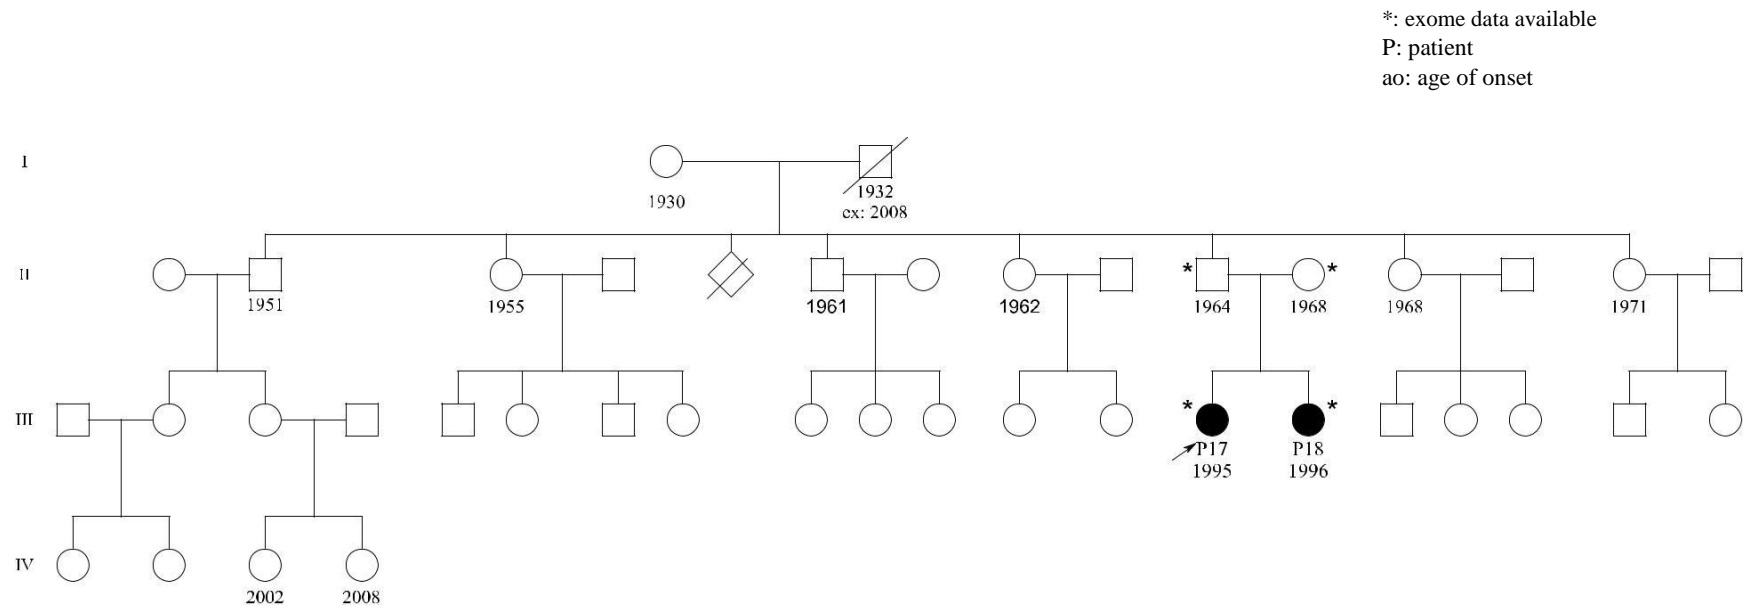 *: exome data available
P: patient
ao: age of onset
I
1930
1932
ex: 2008
II
* *
1951
1955
1961
1962
1964
1968
1968
1971
III
* *
P17
1995
P18
1996
IV
2002
2008